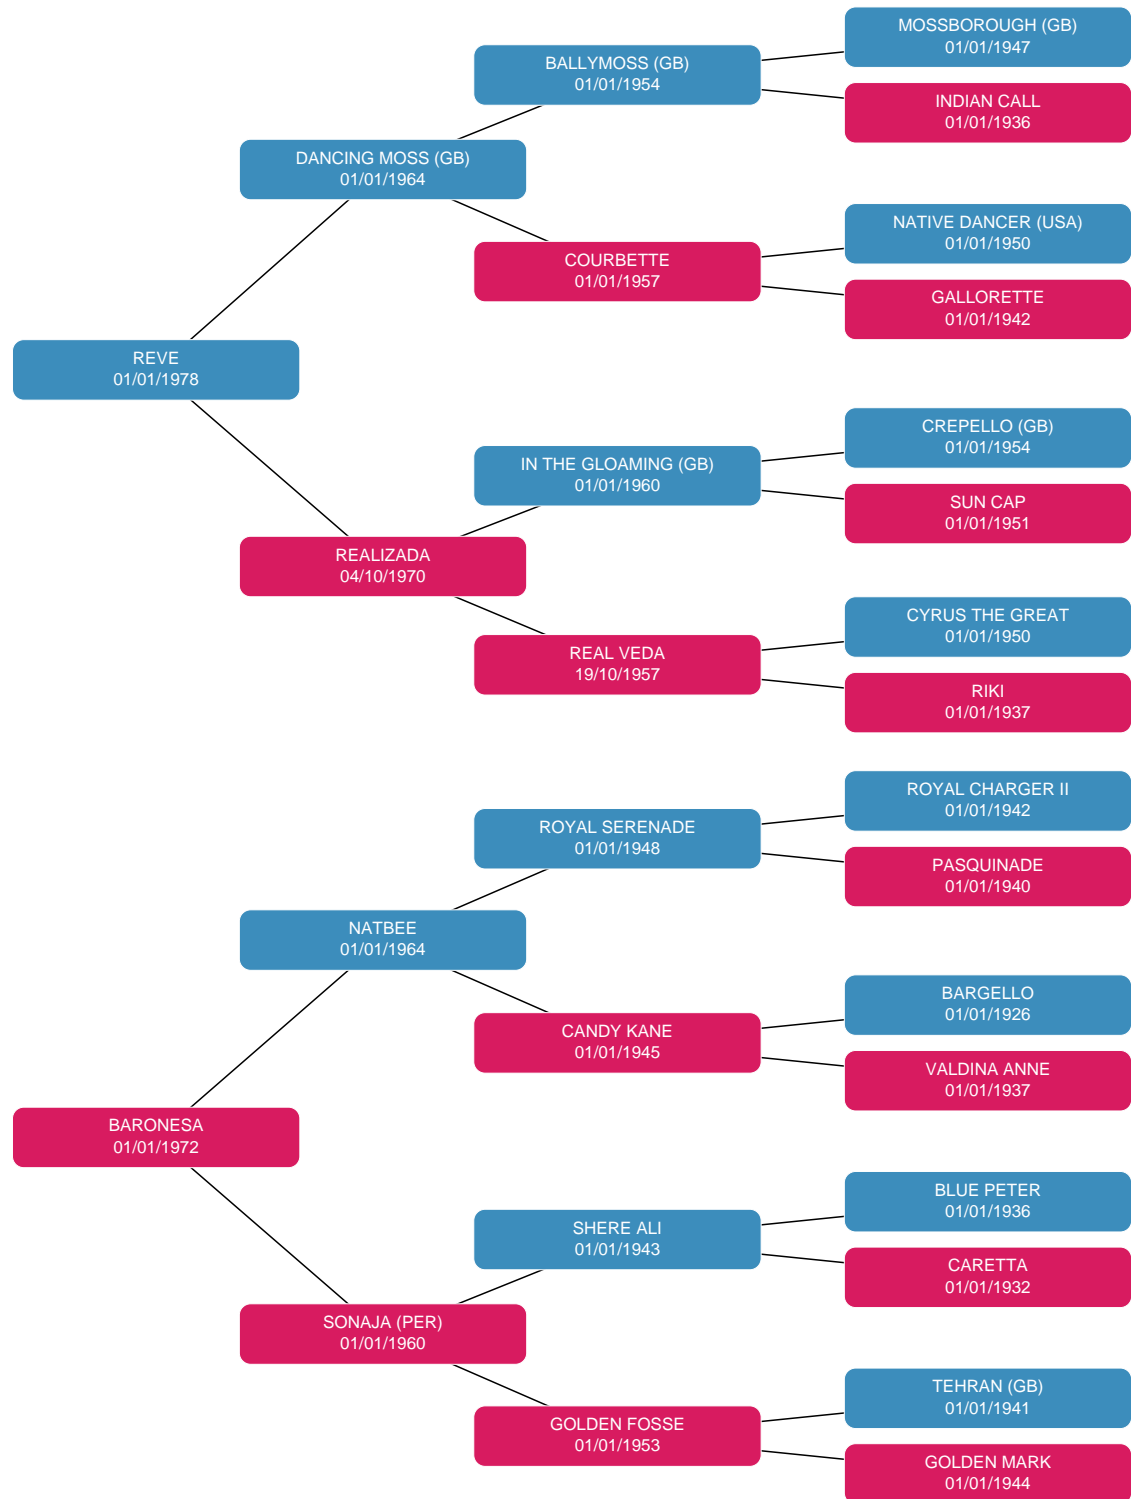 MOSSBOROUGH (GB)
01/01/1947
BALLYMOSS (GB)
01/01/1954
INDIAN CALL
01/01/1936
DANCING MOSS (GB)
01/01/1964
NATIVE DANCER (USA)
01/01/1950
COURBETTE
01/01/1957
GALLORETTE
01/01/1942
REVE
01/01/1978
CREPELLO (GB)
01/01/1954
IN THE GLOAMING (GB)
01/01/1960
SUN CAP
01/01/1951
REALIZADA
04/10/1970
CYRUS THE GREAT
01/01/1950
REAL VEDA
19/10/1957
RIKI
01/01/1937
ROYAL CHARGER II
01/01/1942
ROYAL SERENADE
01/01/1948
PASQUINADE
01/01/1940
NATBEE
01/01/1964
BARGELLO
01/01/1926
CANDY KANE
01/01/1945
VALDINA ANNE
01/01/1937
BARONESA
01/01/1972
BLUE PETER
01/01/1936
SHERE ALI
01/01/1943
CARETTA
01/01/1932
SONAJA (PER)
01/01/1960
TEHRAN (GB)
01/01/1941
GOLDEN FOSSE
01/01/1953
GOLDEN MARK
01/01/1944